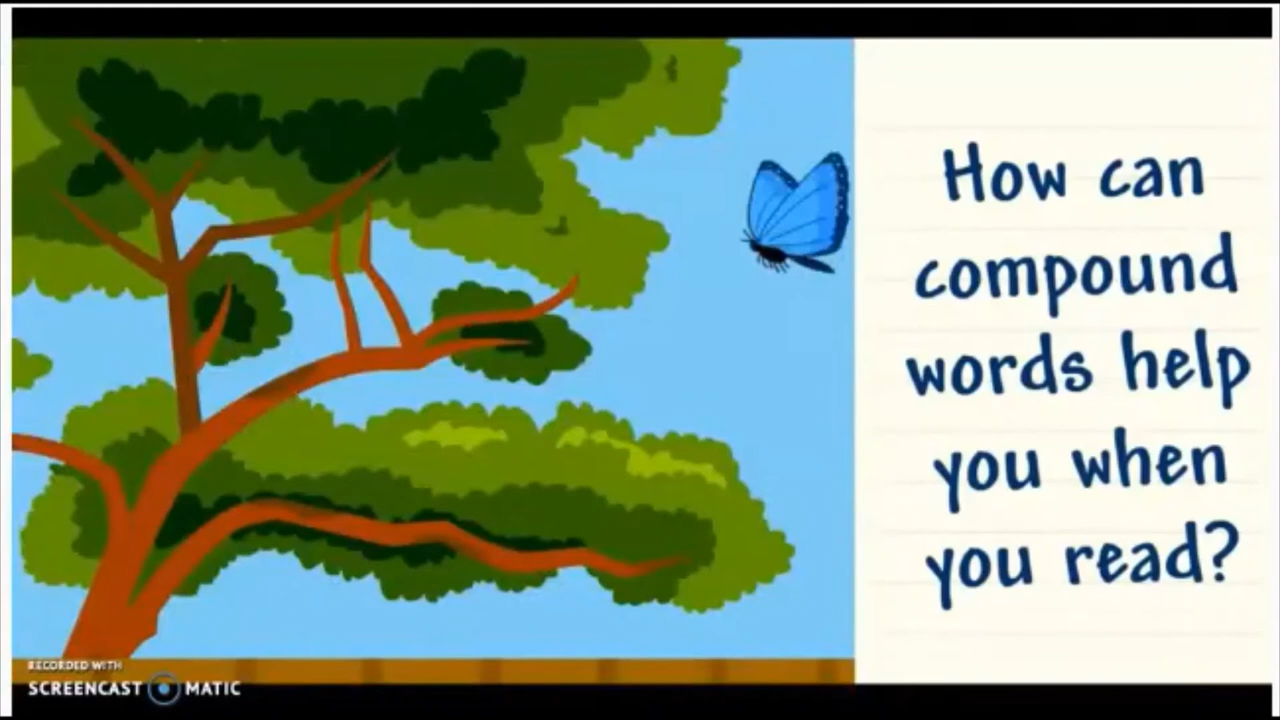 How can
compound
words help
you when
you read?
RECORDED WITH
SCREENCAST MATIC